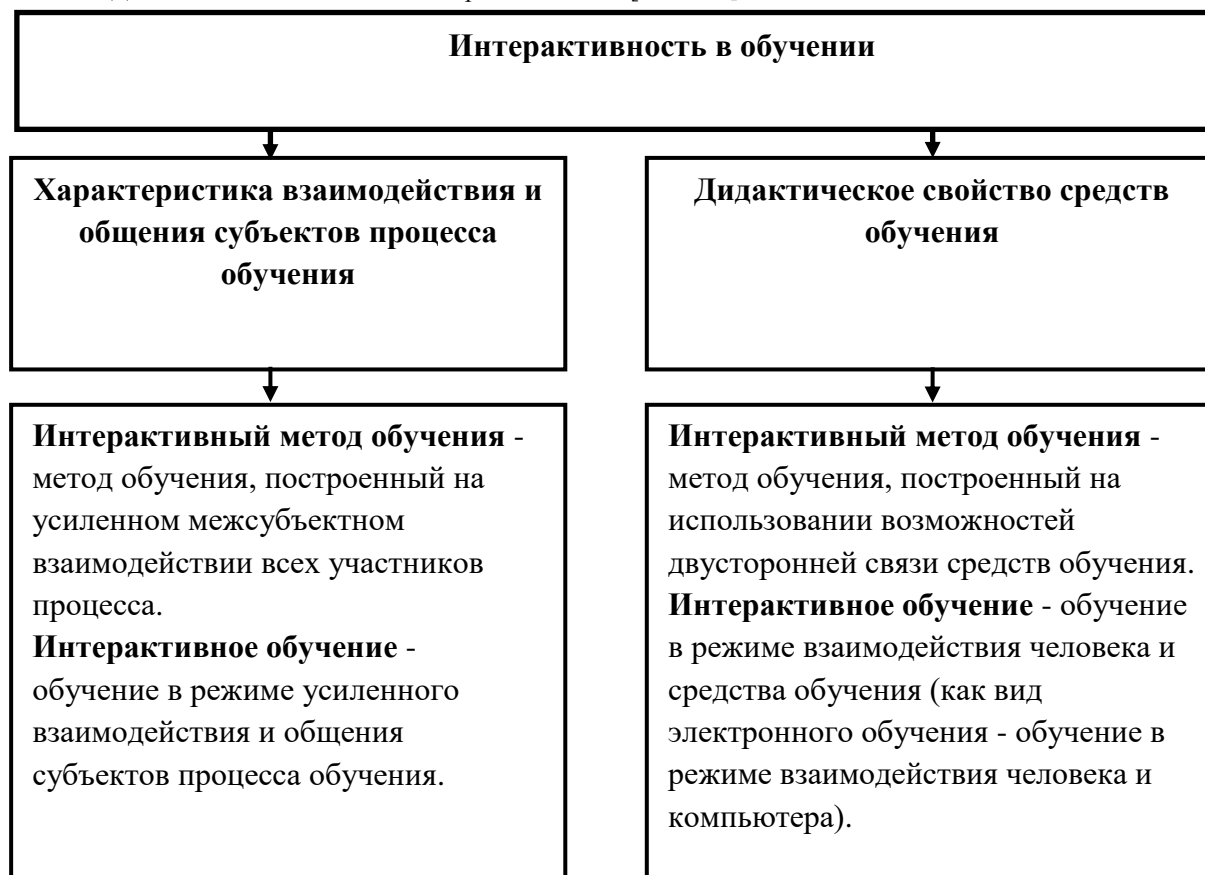 Интерактивность в обучении
Характеристика взаимодействия и
общения субъектов процесса
обучения
Дидактическое свойство средств
обучения
Интерактивный метод обучения -
метод обучения, построенный на
усиленном межсубъектном
взаимодействии всех участников
процесса.
Интерактивное обучение -
обучение в режиме усиленного
взаимодействия и общения
субъектов процесса обучения.
Интерактивный метод обучения -
метод обучения, построенный на
использовании возможностей
двусторонней связи средств обучения.
Интерактивное обучение - обучение
в режиме взаимодействия человека и
средства обучения (как вид
электронного обучения - обучение в
режиме взаимодействия человека и
компьютера).